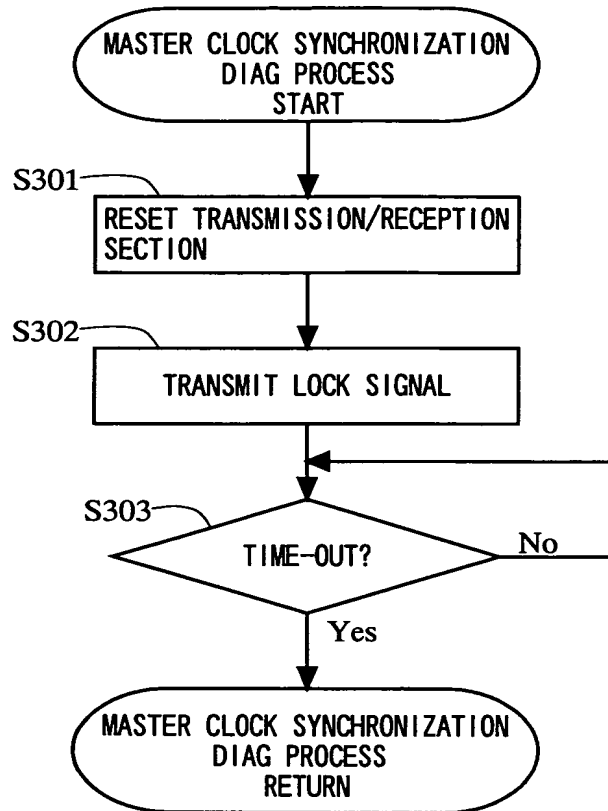 MASTER CLOCK SYNCHRONIZATION
DIAG PROCESS
START
S301
RESET TRANSMISSION/RECEPTION
SECTION
S302
TRANSMIT LOCK SIGNAL
S303
TIME-OUT?
No
Yes
MASTER CLOCK SYNCHRONIZATION
DIAG PROCESS
RETURN